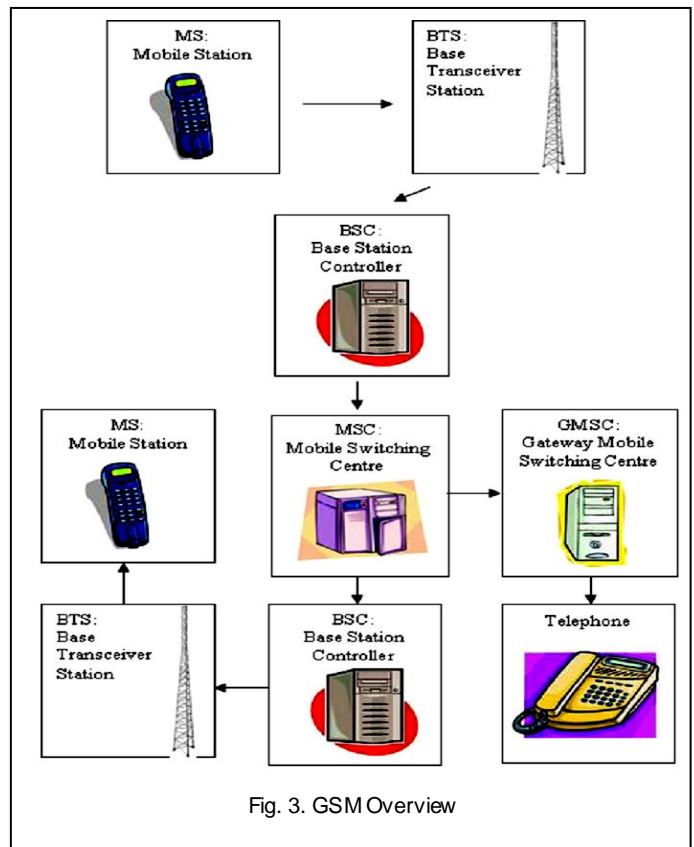 MS:
Mobile Station
BTS:
Base
Transceiver
Station
BSC:
Base Station
Controller
MS:
Mobile Station
MSC:
Mobile Switching
Centre
GMSC:
Gateway Mobile
Switching Centre
BTS:
Base
Transceiver
Station
BSC:
Base Station
Controller
Telephone
Fig. 3. GSM Overview